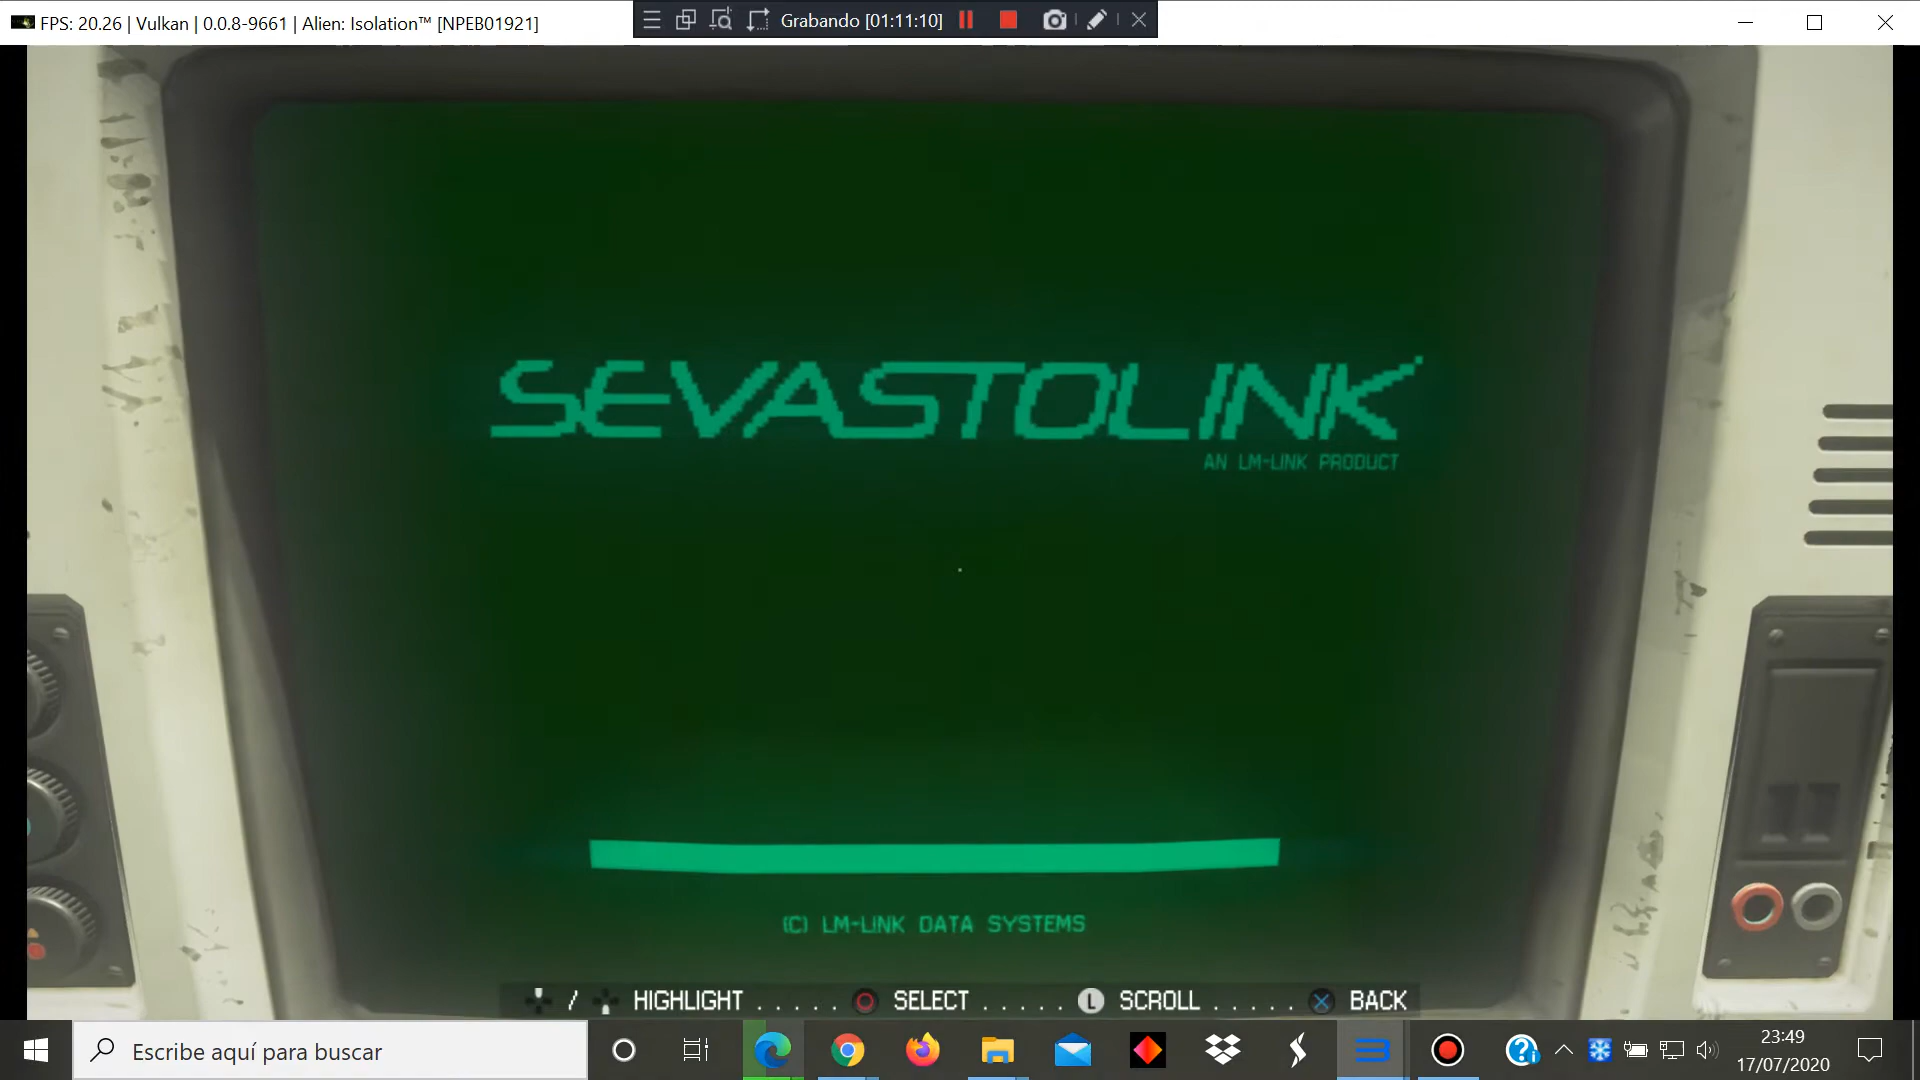 FPS: 20.26 | Vulkan | 0.0.8-9661 | Alien: Isolation™ [NPEB01921]
Grabando [01:11:10]
SEVASTOLINK
AN LM-LINK PRODUCT
(C) LM-LINK DATA SYSTEMS
/ HIGHLIGHT ..... SELECT ..... L SCROLL ..... BACK
Escribe aquí para buscar
23:49
17/07/2020